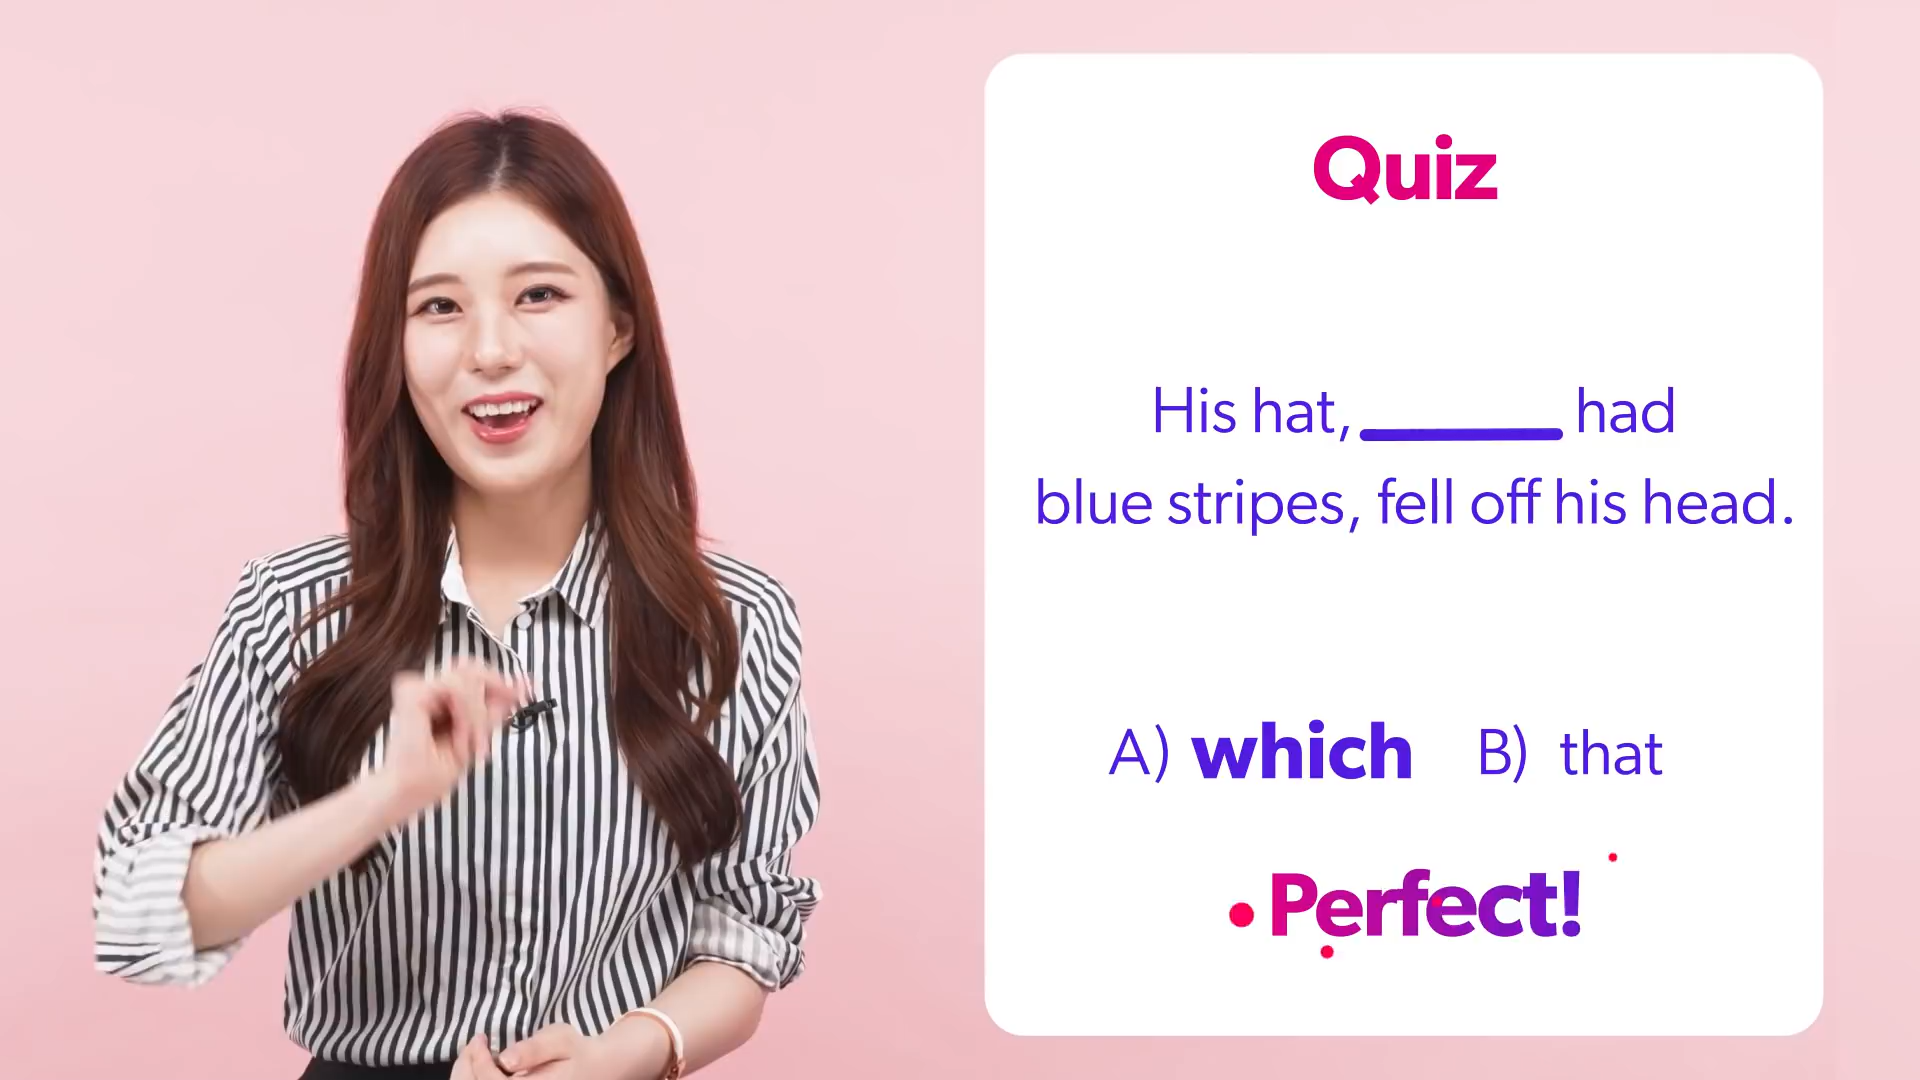 Quiz
His hat, ______ had
blue stripes, fell off his head.
A) which B) that
Perfect!